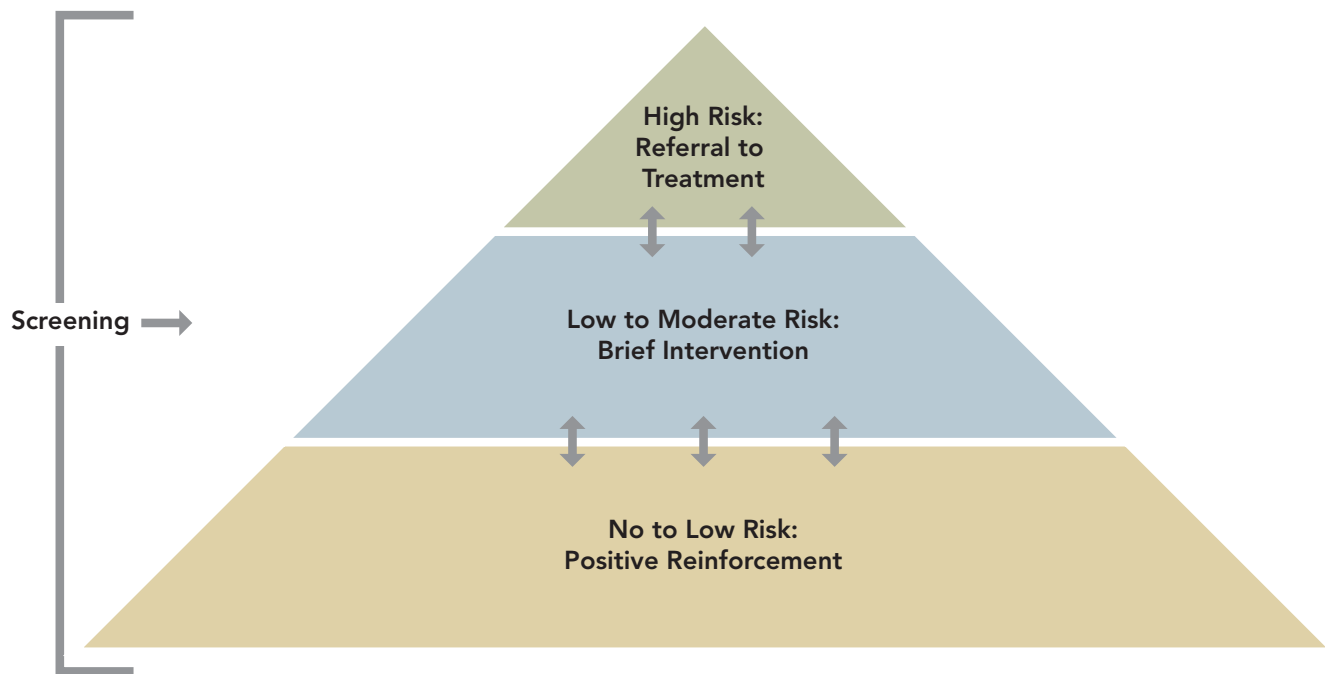 High Risk:
Referral to
Treatment
Screening
Low to Moderate Risk:
Brief Intervention
No to Low Risk:
Positive Reinforcement